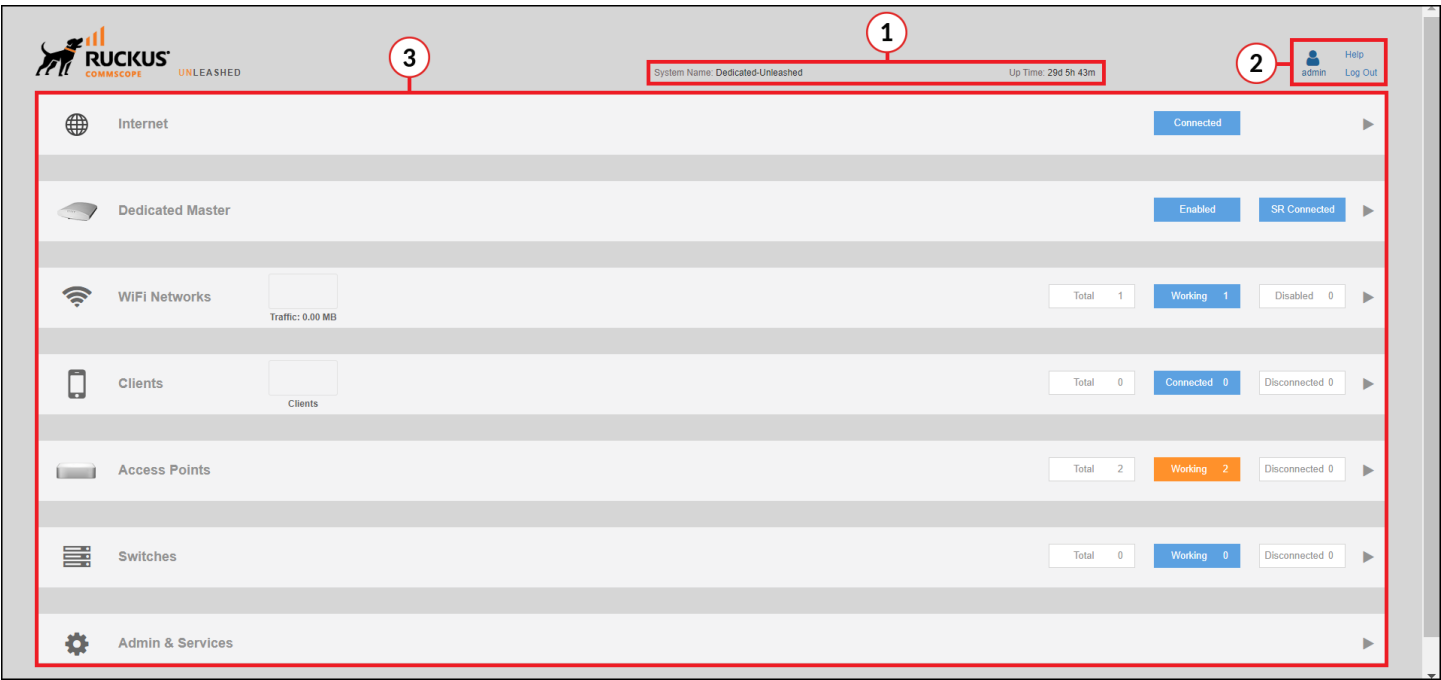 1
3
2
RUCKUS®
COMMSCOPE UNLEASHED
System Name: Dedicated-Unleashed Up Time: 29d 5h 43m
admin
Help
Log Out
Internet Connected
Dedicated Master Enabled SR Connected
WiFi Networks Total 1 Working 1 Disabled 0
Traffic: 0.00 MB
Clients Total 0 Connected 0 Disconnected 0
Clients
Access Points Total 2 Working 2 Disconnected 0
Switches Total 0 Working 0 Disconnected 0
Admin & Services